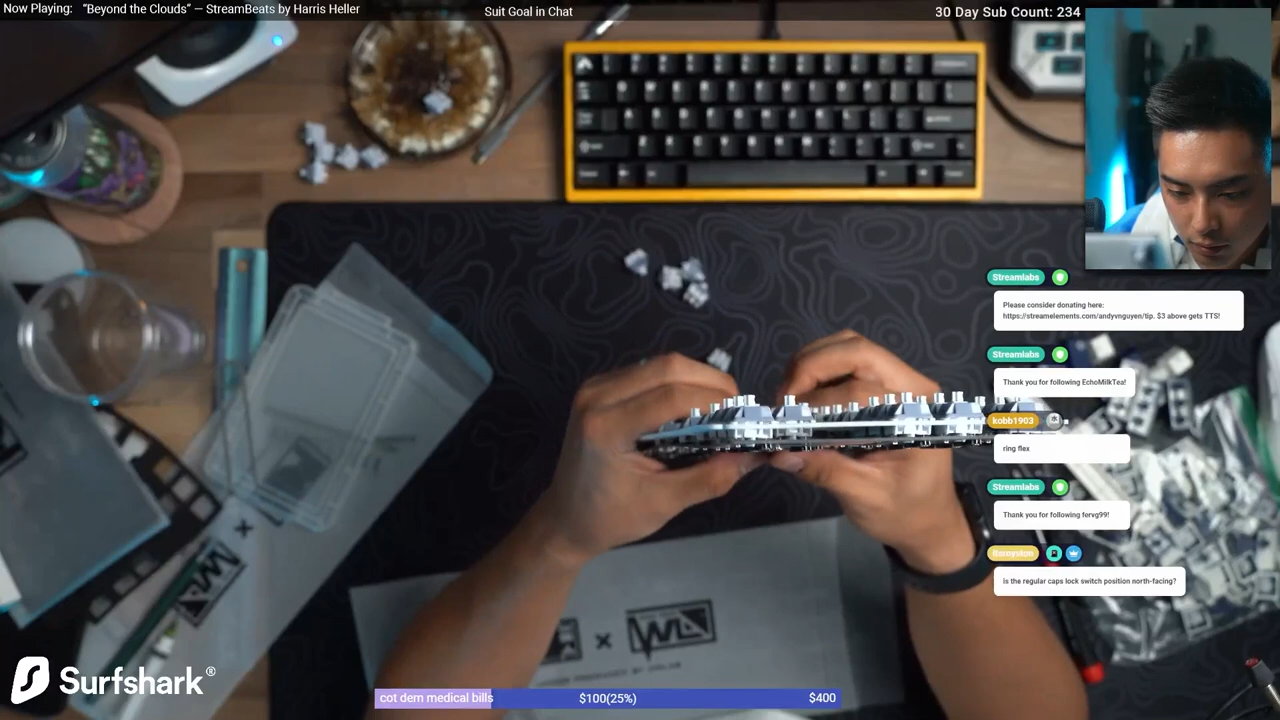 Now Playing: "Beyond the Clouds" — StreamBeats by Harris Heller
Suit Goal in Chat
30 Day Sub Count: 234
Streamlabs
Please consider donating here:
https://streamelements.com/andyvnguyen/tip. $3 above gets TTS!
Streamlabs
Thank you for following EchoMilkTea!
kobb1903
ring flex
Streamlabs
Thank you for following fervg99!
is the regular caps lock switch position north-facing?
X WL
X WL
Surfshark®
cot dem medical bills $100(25%) $400